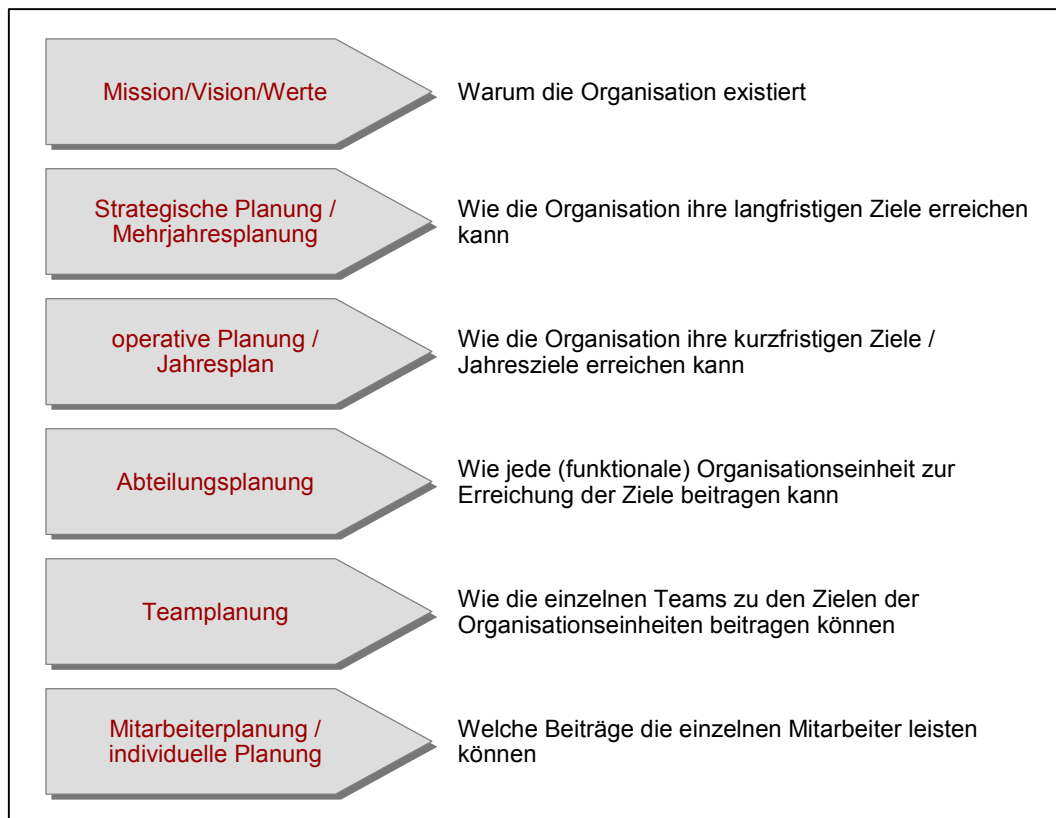 Mission/Vision/Werte
Warum die Organisation existiert
Strategische Planung /
Mehrjahresplanung
Wie die Organisation ihre langfristigen Ziele erreichen
kann
operative Planung /
Jahresplan
Wie die Organisation ihre kurzfristigen Ziele /
Jahresziele erreichen kann
Abteilungsplanung
Wie jede (funktionale) Organisationseinheit zur
Erreichung der Ziele beitragen kann
Teamplanung
Wie die einzelnen Teams zu den Zielen der
Organisationseinheiten beitragen können
Mitarbeiterplanung /
individuelle Planung
Welche Beiträge die einzelnen Mitarbeiter leisten
können